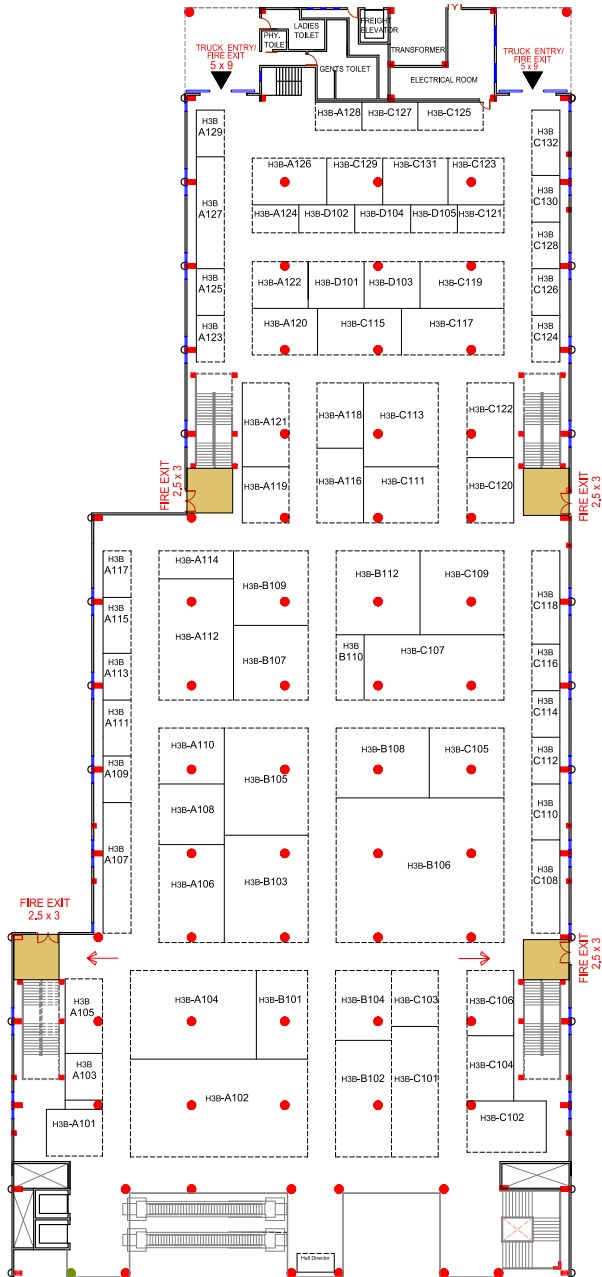 LADIES
TOILET
FREIGHT
ELEVATOR
PHY.
TOILET
TRANSFORMER
GENTS TOILET
ELECTRICAL ROOM
TRUCK ENTRY/
FIRE EXIT
5 x 9
TRUCK ENTRY/
FIRE EXIT
5 x 9
H3B-A128
H3B-C127
H3B-C125
H3B
A129
H3B
C132
H3B-A126
H3B-C129
H3B-C131
H3B-C123
H3B
A127
H3B
C130
H3B-A124
H3B-D102
H3B-D104
H3B-D105
H3B-C121
H3B
C128
H3B
A125
H3B-A122
H3B-D101
H3B-D103
H3B-C119
H3B
C126
H3B
A123
H3B-A120
H3B-C115
H3B-C117
H3B
C124
H3B-A121
H3B-A118
H3B-C113
H3B-C122
H3B-A119
H3B-A116
H3B-C111
H3B-C120
FIRE EXIT
2.5 x 3
FIRE EXIT
2.5 x 3
H3B
A117
H3B-A114
H3B-B109
H3B-B112
H3B-C109
H3B
C118
H3B
A115
H3B-A112
H3B
A113
H3B-B107
H3B
B110
H3B-C107
H3B
C116
H3B
A111
H3B
C114
H3B
A109
H3B-A110
H3B-B105
H3B-B108
H3B-C105
H3B
C112
H3B-A108
H3B
C110
H3B
A107
H3B-A106
H3B-B103
H3B-B106
H3B
C108
FIRE EXIT
2.5 x 3
FIRE EXIT
2.5 x 3
H3B
A105
H3B-A104
H3B-B101
H3B-B104
H3B-C103
H3B-C106
H3B
A103
H3B-A102
H3B-B102
H3B-C101
H3B-C104
H3B-A101
H3B-C102
Hall Director